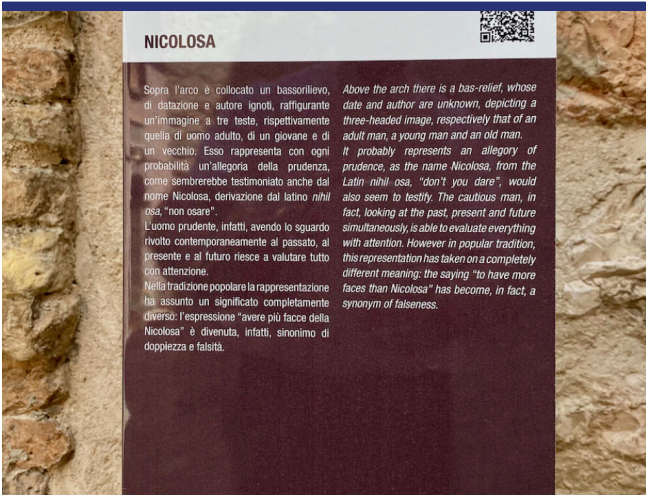 NICOLOSA
Sopra l'arco è collocato un bassorilievo,
di datazione e autore ignoti, raffigurante
un'immagine a tre teste, rispettivamente
quella di uomo adulto, di un giovane e di
un vecchio. Esso rappresenta con ogni
probabilità un'allegoria della prudenza,
come sembrerebbe testimoniato anche dal
nome Nicolosa, derivazione dal latino nihil
osa, “non osare”.
L'uomo prudente, infatti, avendo lo sguardo
rivolto contemporaneamente al passato, al
presente e al futuro riesce a valutare tutto
con attenzione.
Nella tradizione popolare la rappresentazione
ha assunto un significato completamente
diverso: l'espressione “avere più facce della
Nicolosa” è divenuta, infatti, sinonimo di
doppiezza e falsità.
Above the arch there is a bas-relief, whose
date and author are unknown, depicting a
three-headed image, respectively that of an
adult man, a young man and an old man.
It probably represents an allegory of
prudence, as the name Nicolosa, from the
Latin nihil osa, “don't you dare”, would
also seem to testify. The cautious man, in
fact, looking at the past, present and future
simultaneously, is able to evaluate everything
with attention. However in popular tradition,
this representation has taken on a completely
different meaning: the saying “to have more
faces than Nicolosa” has become, in fact, a
synonym of falseness.